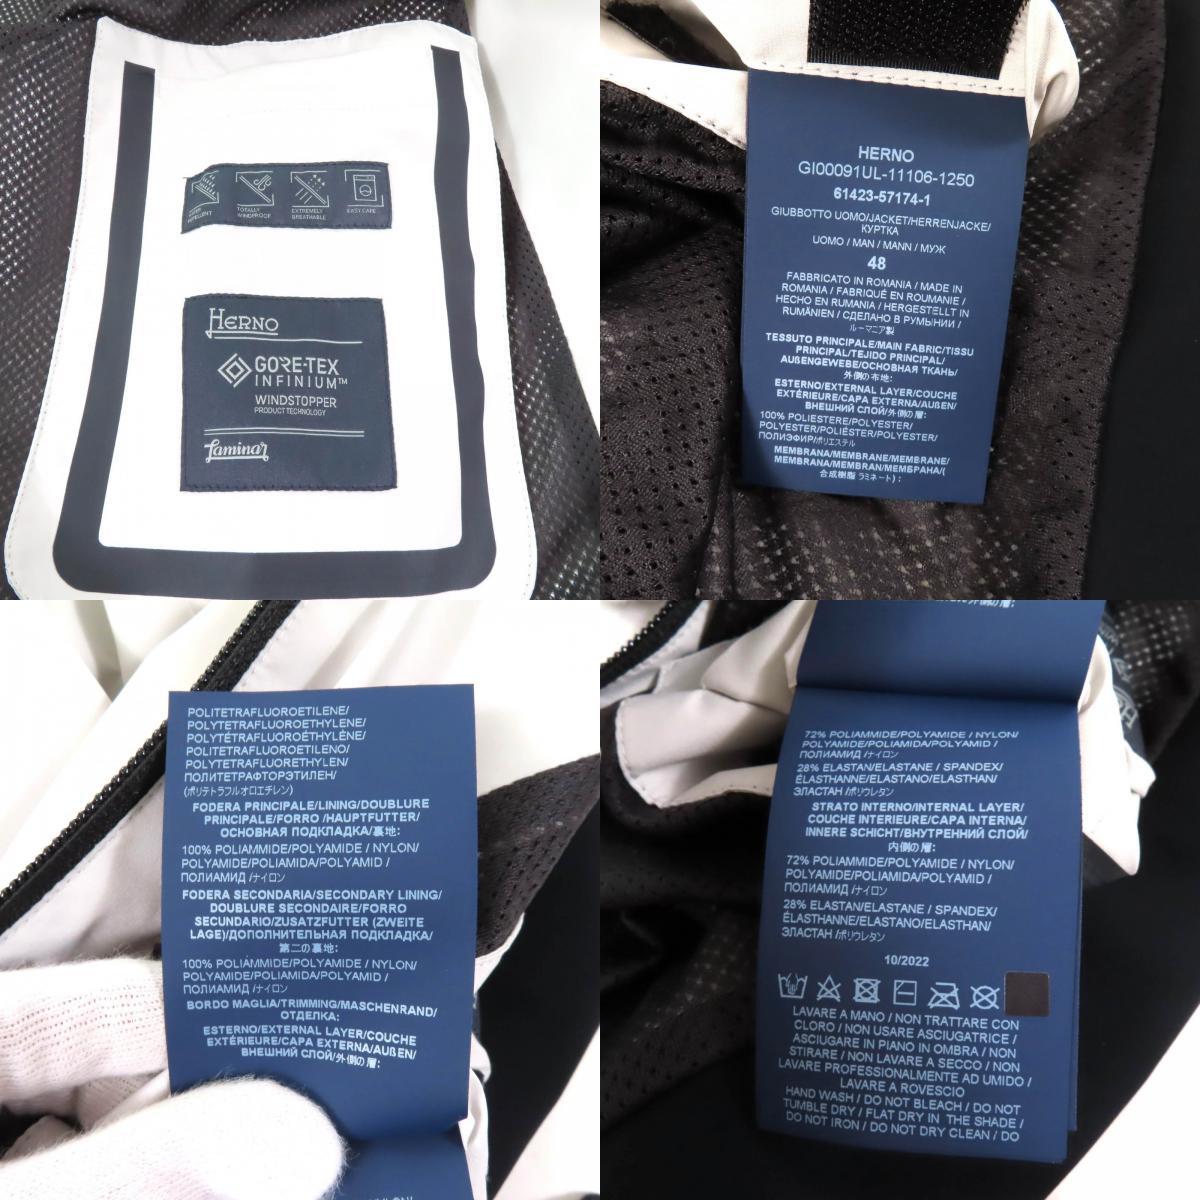 REPELLENT
TOTALLY
WINDPROOF
EXTREMELY
BREATHABLE
EASY CARE
HERNO
GORE-TEX
INFINIUM™
WINDSTOPPER
PRODUCT TECHNOLOGY
Laminar
HERNO
GI00091UL-11106-1250
61423-57174-1
GIUBBOTTO UOMO/JACKET/HERRENJACKE/
КУРТКА
UOMO / MAN / MANN / МУЖ
48
FABBRICATO IN ROMANIA / MADE IN
ROMANIA / FABRIQUÉ EN ROUMANIE /
HECHO EN RUMANIA / HERGESTELLT IN
RUMÄNIEN / СДЕЛАНО В РУМЫНИИ /
ルーマニア製
TESSUTO PRINCIPALE/MAIN FABRIC/TISSU
PRINCIPAL/TEJIDO PRINCIPAL/
AUßENGEWEBE/ОСНОВНАЯ ТКАНЬ/
外側の布地:
ESTERNO/EXTERNAL LAYER/COUCHE
EXTÉRIEURE/CAPA EXTERNA/AUßEN/
ВНЕШНИЙ СЛОЙ/外側の層:
100% POLIESTERE/POLYESTER/
POLYESTER/POLIÉSTER/POLYESTER/
ПОЛИЭФИР/ポリエステル
MEMBRANA/MEMBRANE/MEMBRANE/
MEMBRANA/MEMBRAN/МЕМБРАНА/(
合成樹脂 ラミネート) :
POLITETRAFLUOROETILENE/
POLYTETRAFLUOROETHYLENE/
POLYTÉTRAFLUOROÉTHYLÈNE/
POLITETRAFLUOROETILENO/
POLYTETRAFLUORETHYLEN/
ПОЛИТЕТРАФТОРЭТИЛЕН/
(ポリテトラフルオロエチレン)
FODERA PRINCIPALE/LINING/DOUBLURE
PRINCIPALE/FORRO /HAUPTFUTTER/
ОСНОВНАЯ ПОДКЛАДКА/裏地:
100% POLIAMMIDE/POLYAMIDE / NYLON/
POLYAMIDE/POLIAMIDA/POLYAMID /
ПОЛИАМИД /ナイロン
FODERA SECONDARIA/SECONDARY LINING/
DOUBLURE SECONDAIRE/FORRO
SECUNDARIO/ZUSATZFUTTER (ZWEITE
LAGE)/ДОПОЛНИТЕЛЬНАЯ ПОДКЛАДКА/
第二の裏地:
100% POLIAMMIDE/POLYAMIDE / NYLON/
POLYAMIDE/POLIAMIDA/POLYAMID /
ПОЛИАМИД /ナイロン
BORDO MAGLIA/TRIMMING/MASCHENRAND/
ОТДЕЛКА:
ESTERNO/EXTERNAL LAYER/COUCHE
EXTÉRIEURE/CAPA EXTERNA/AUßEN/
ВНЕШНИЙ СЛОЙ/外側の層:
72% POLIAMMIDE/POLYAMIDE / NYLON/
POLYAMIDE/POLIAMIDA/POLYAMID /
ПОЛИАМИД /ナイロン
28% ELASTAN/ELASTANE / SPANDEX/
ÉLASTHANNE/ELASTANO/ELASTHAN/
ЭЛАСТАН /ポリウレタン
STRATO INTERNO/INTERNAL LAYER/
COUCHE INTERIEURE/CAPA INTERNA/
INNERE SCHICHT/ВНУТРЕННИЙ СЛОЙ/
内側の層:
72% POLIAMMIDE/POLYAMIDE / NYLON/
POLYAMIDE/POLIAMIDA/POLYAMID /
ПОЛИАМИД /ナイロン
28% ELASTAN/ELASTANE / SPANDEX/
ÉLASTHANNE/ELASTANO/ELASTHAN/
ЭЛАСТАН /ポリウレタン
10/2022
LAVARE A MANO / NON TRATTARE CON
CLORO / NON USARE ASCIUGATRICE /
ASCIUGARE IN PIANO IN OMBRA / NON
STIRARE / NON LAVARE A SECCO / NON
LAVARE PROFESSIONALMENTE AD UMIDO /
LAVARE A ROVESCIO
HAND WASH / DO NOT BLEACH / DO NOT
TUMBLE DRY / FLAT DRY IN THE SHADE /
DO NOT IRON / DO NOT DRY CLEAN / DO